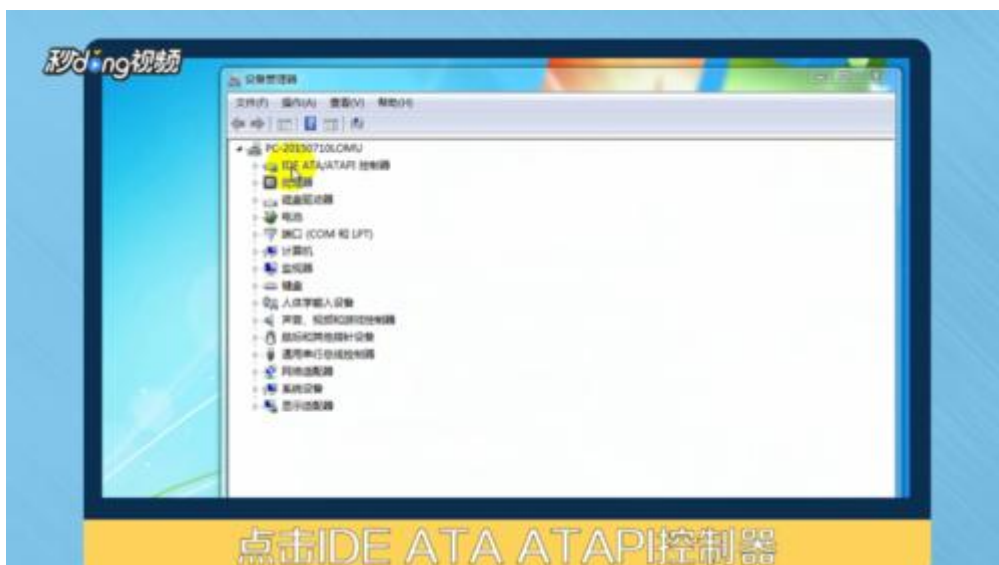 秒dong视频
设备管理器
文件(F) 操作(A) 查看(V) 帮助(H)
PC-20150710LOMU
IDE ATA/ATAPI 控制器
处理器
磁盘驱动器
电池
端口 (COM 和 LPT)
计算机
监视器
键盘
人体学输入设备
声音、视频和游戏控制器
鼠标和其他指针设备
通用串行总线控制器
网络适配器
系统设备
显示适配器
点击IDE ATA ATAPI控制器